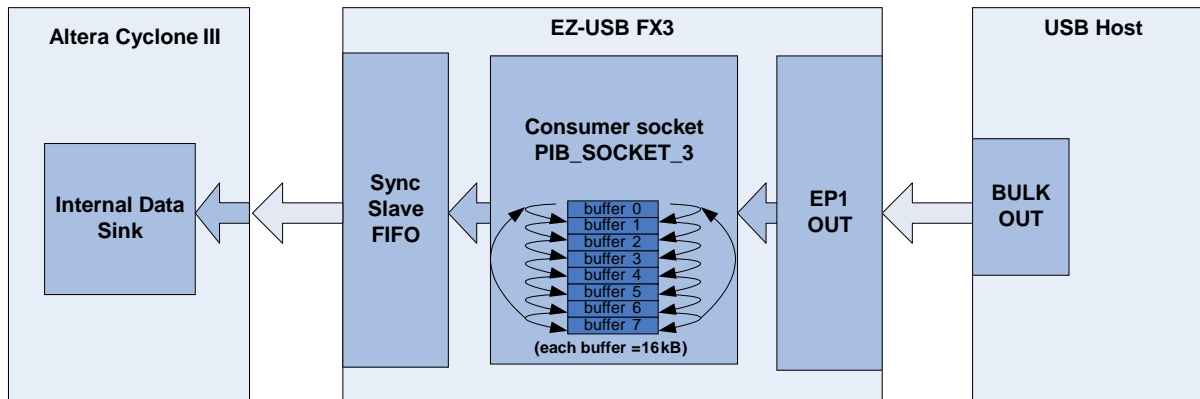 Altera Cyclone III
EZ-USB FX3
USB Host
Internal Data
Sink
Sync
Slave
FIFO
Consumer socket
PIB_SOCKET_3
buffer 0
buffer 1
buffer 2
buffer 3
buffer 4
buffer 5
buffer 6
buffer 7
(each buffer =16kB)
EP1
OUT
BULK
OUT